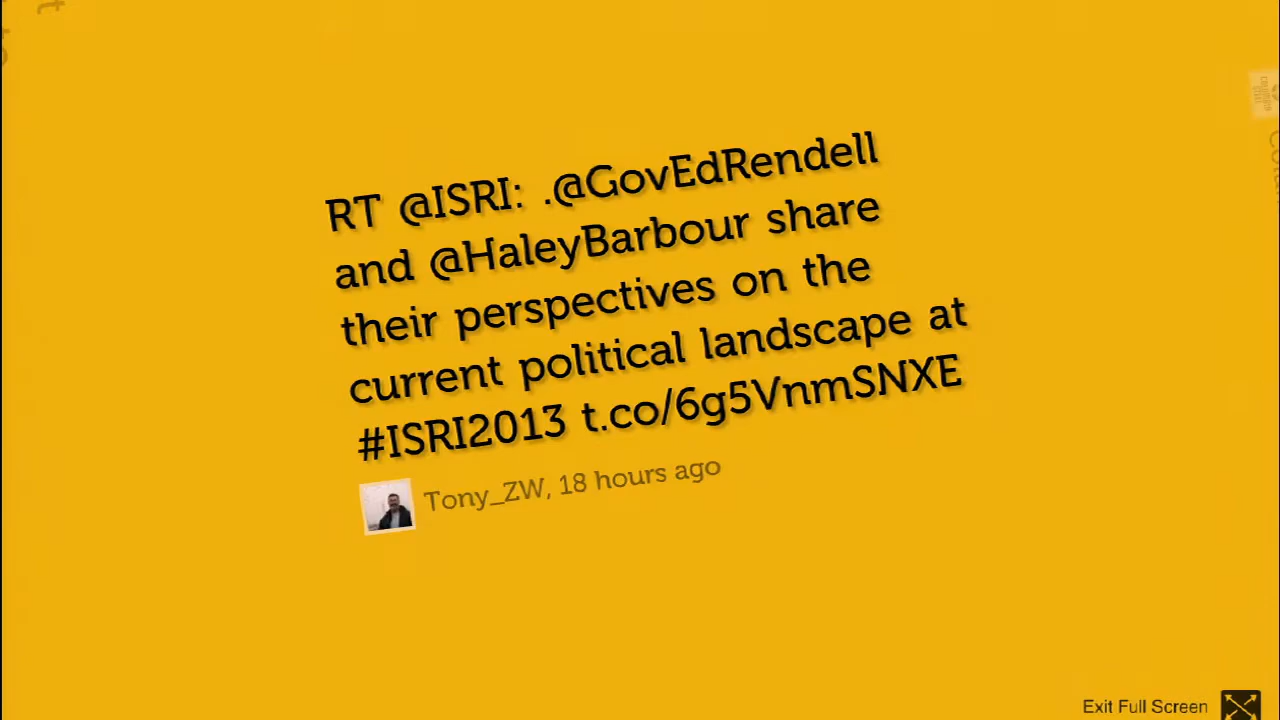 RT @ISRI: .@GovEdRendell
and @HaleyBarbour share
their perspectives on the
current political landscape at
#ISRI2013 t.co/6g5VnmSNXE
Tony_ZW, 18 hours ago
Exit Full Screen